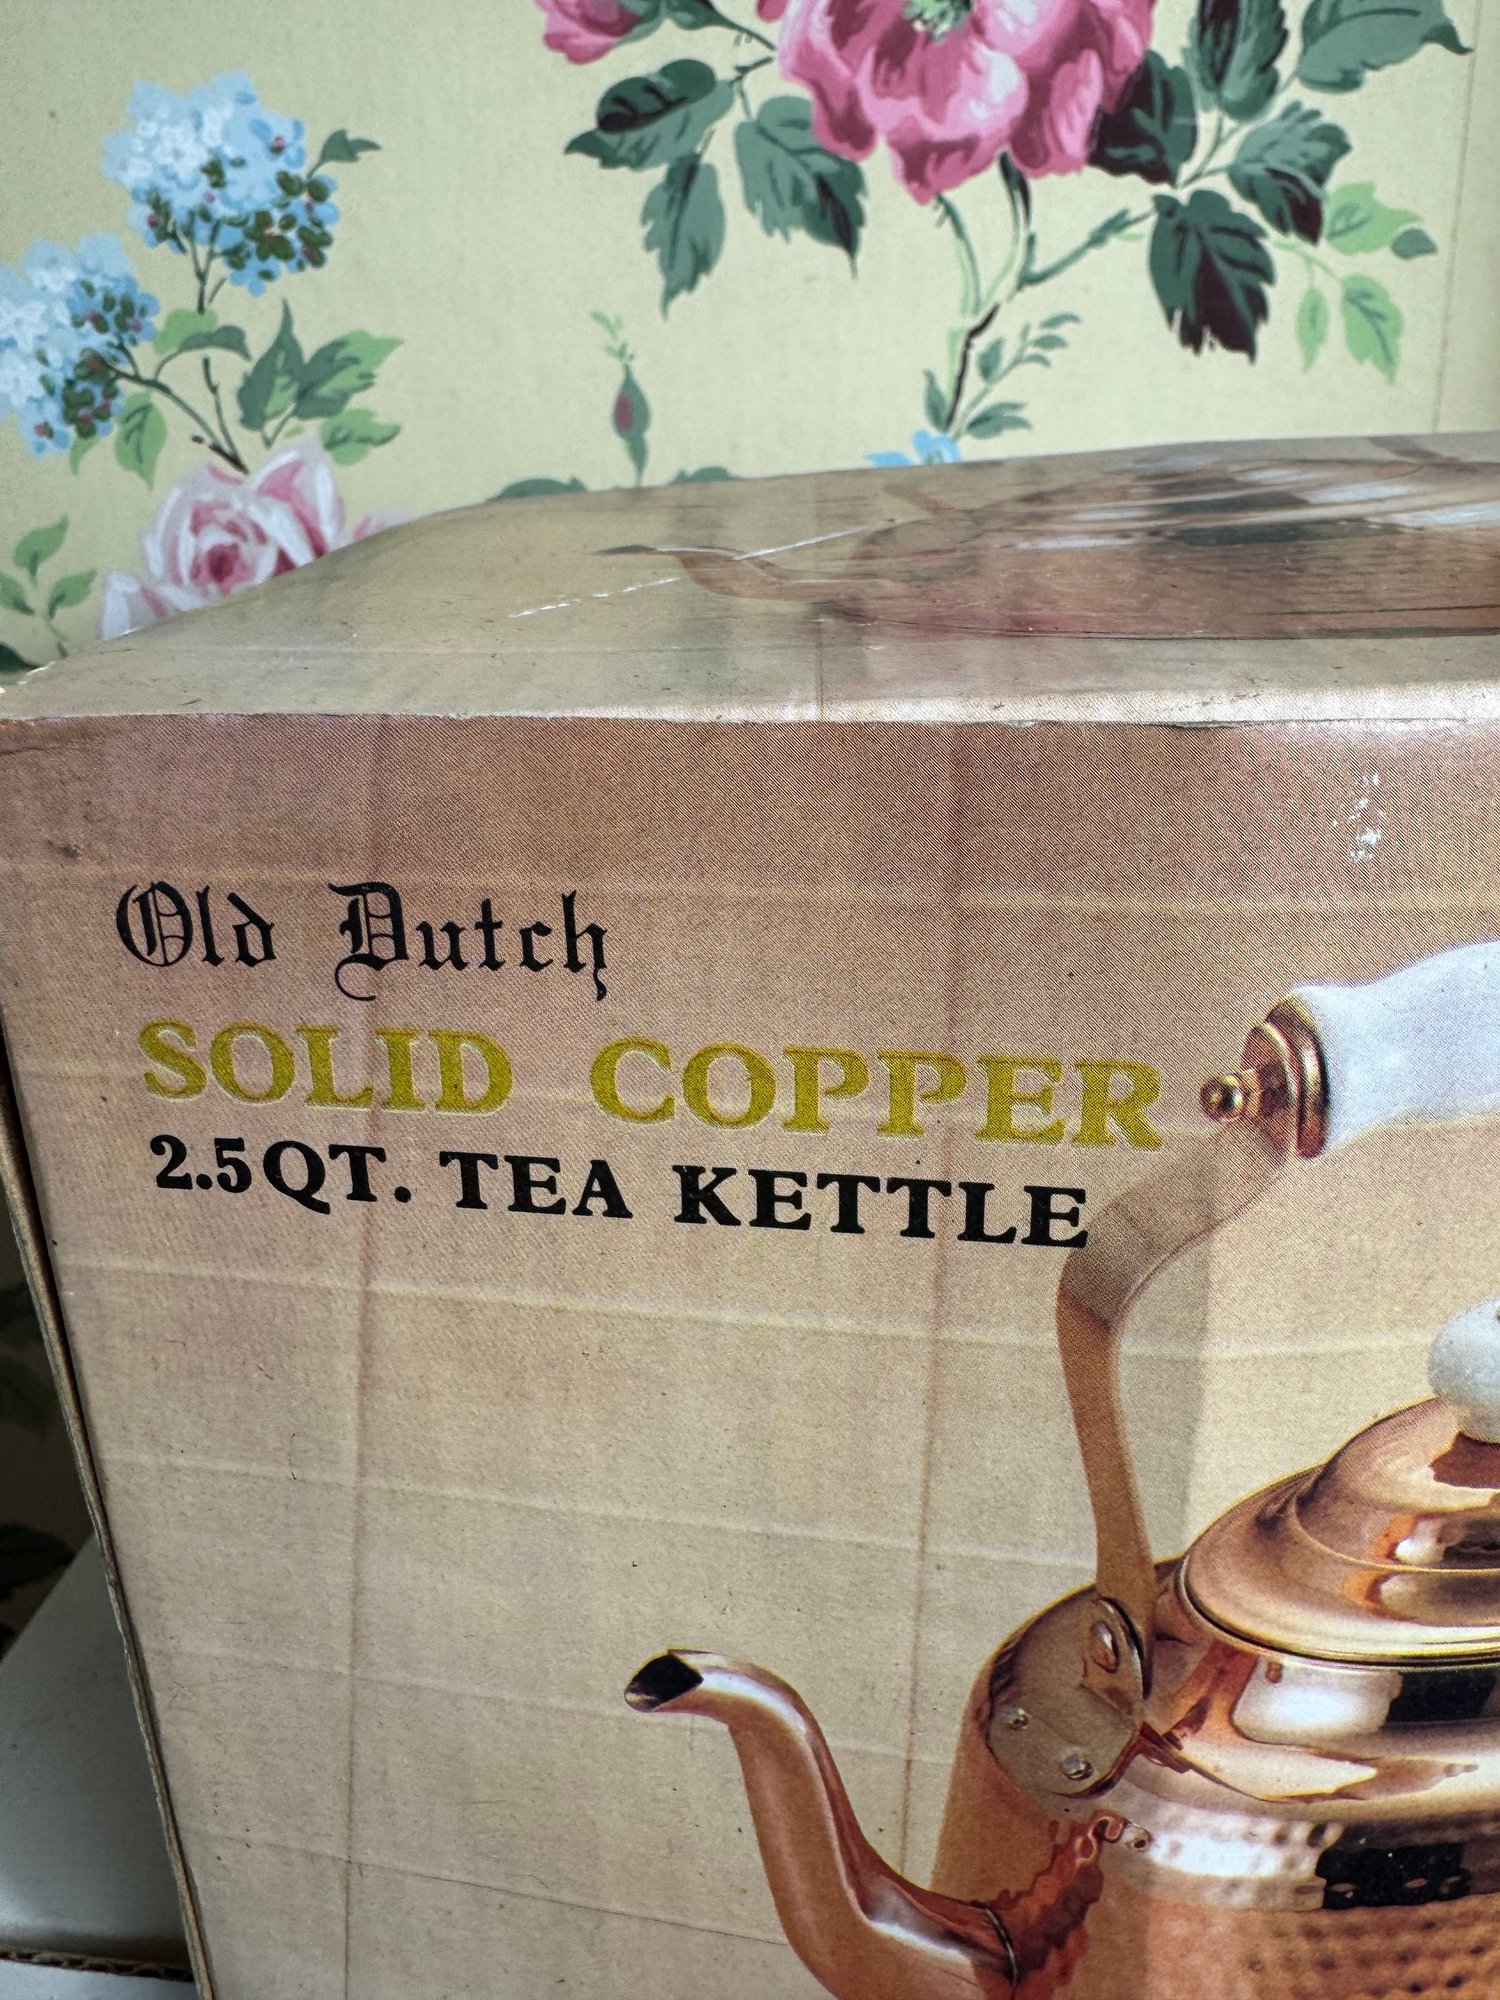 Old Dutch
SOLID COPPER
2.5QT. TEA KETTLE